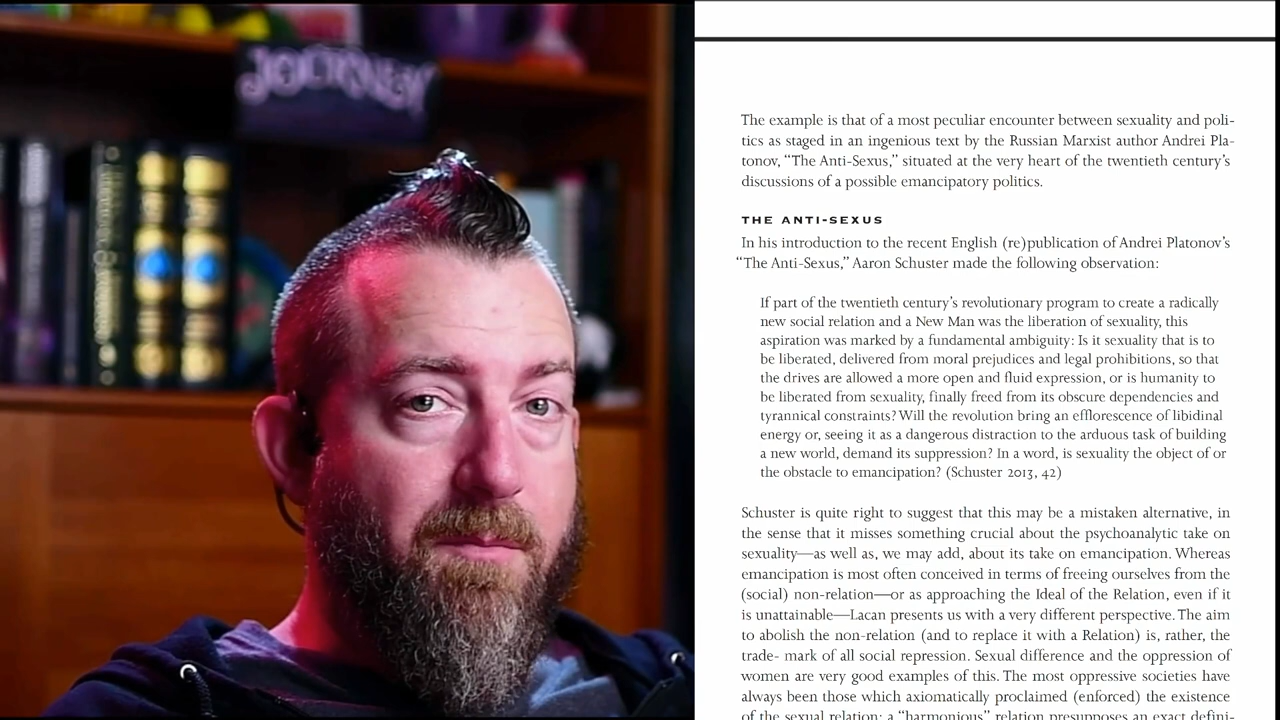 JOURNEY
The example is that of a most peculiar encounter between sexuality and poli-
tics as staged in an ingenious text by the Russian Marxist author Andrei Pla-
tonov, “The Anti-Sexus,” situated at the very heart of the twentieth century’s
discussions of a possible emancipatory politics.
THE ANTI-SEXUS
In his introduction to the recent English (re)publication of Andrei Platonov’s
“The Anti-Sexus,” Aaron Schuster made the following observation:
If part of the twentieth century’s revolutionary program to create a radically
new social relation and a New Man was the liberation of sexuality, this
aspiration was marked by a fundamental ambiguity: Is it sexuality that is to
be liberated, delivered from moral prejudices and legal prohibitions, so that
the drives are allowed a more open and fluid expression, or is humanity to
be liberated from sexuality, finally freed from its obscure dependencies and
tyrannical constraints? Will the revolution bring an efflorescence of libidinal
energy or, seeing it as a dangerous distraction to the arduous task of building
a new world, demand its suppression? In a word, is sexuality the object of or
the obstacle to emancipation? (Schuster 2013, 42)
Schuster is quite right to suggest that this may be a mistaken alternative, in
the sense that it misses something crucial about the psychoanalytic take on
sexuality—as well as, we may add, about its take on emancipation. Whereas
emancipation is most often conceived in terms of freeing ourselves from the
(social) non-relation—or as approaching the Ideal of the Relation, even if it
is unattainable—Lacan presents us with a very different perspective. The aim
to abolish the non-relation (and to replace it with a Relation) is, rather, the
trade- mark of all social repression. Sexual difference and the oppression of
women are very good examples of this. The most oppressive societies have
always been those which axiomatically proclaimed (enforced) the existence
of the sexual relation: a “harmonious” relation presupposes an exact defini-